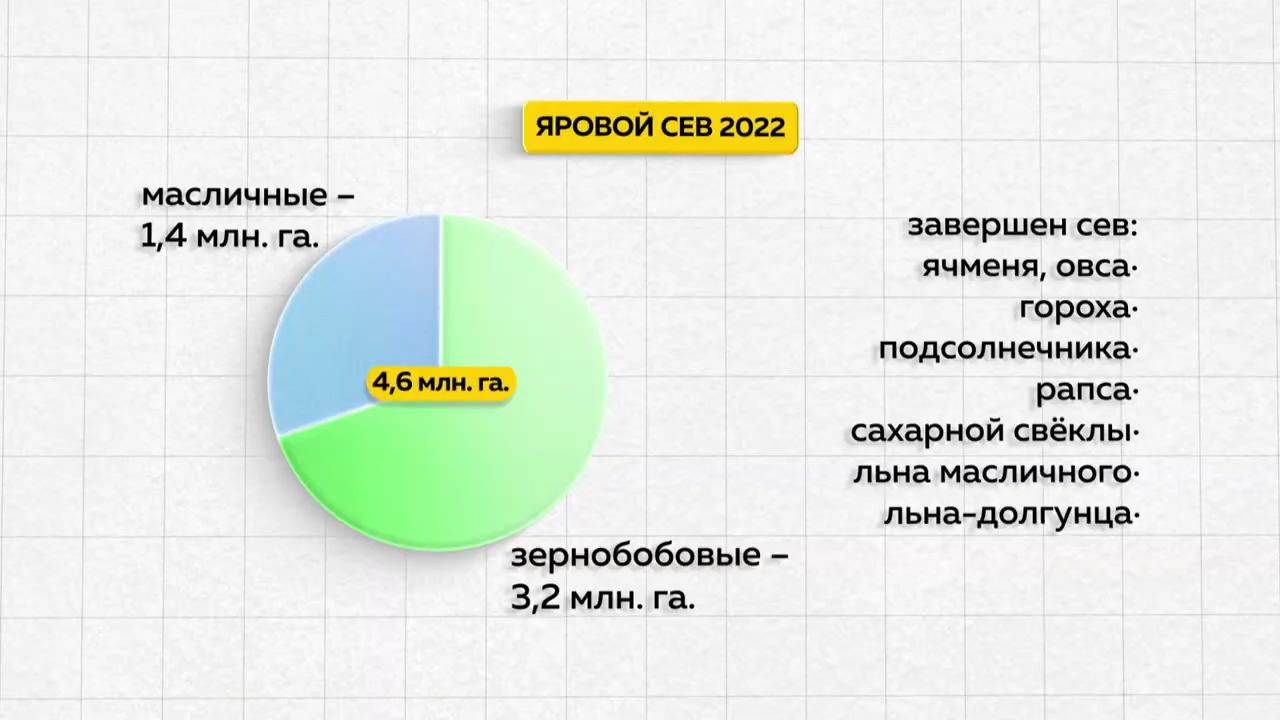 ЯРОВОЙ СЕВ 2022
масличные –
1,4 млн. га.
4,6 млн. га.
зернобобовые –
3,2 млн. га.
завершен сев:
ячменя, овса·
гороха·
подсолнечника·
рапса·
сахарной свёклы·
льна масличного·
льна-долгунца·